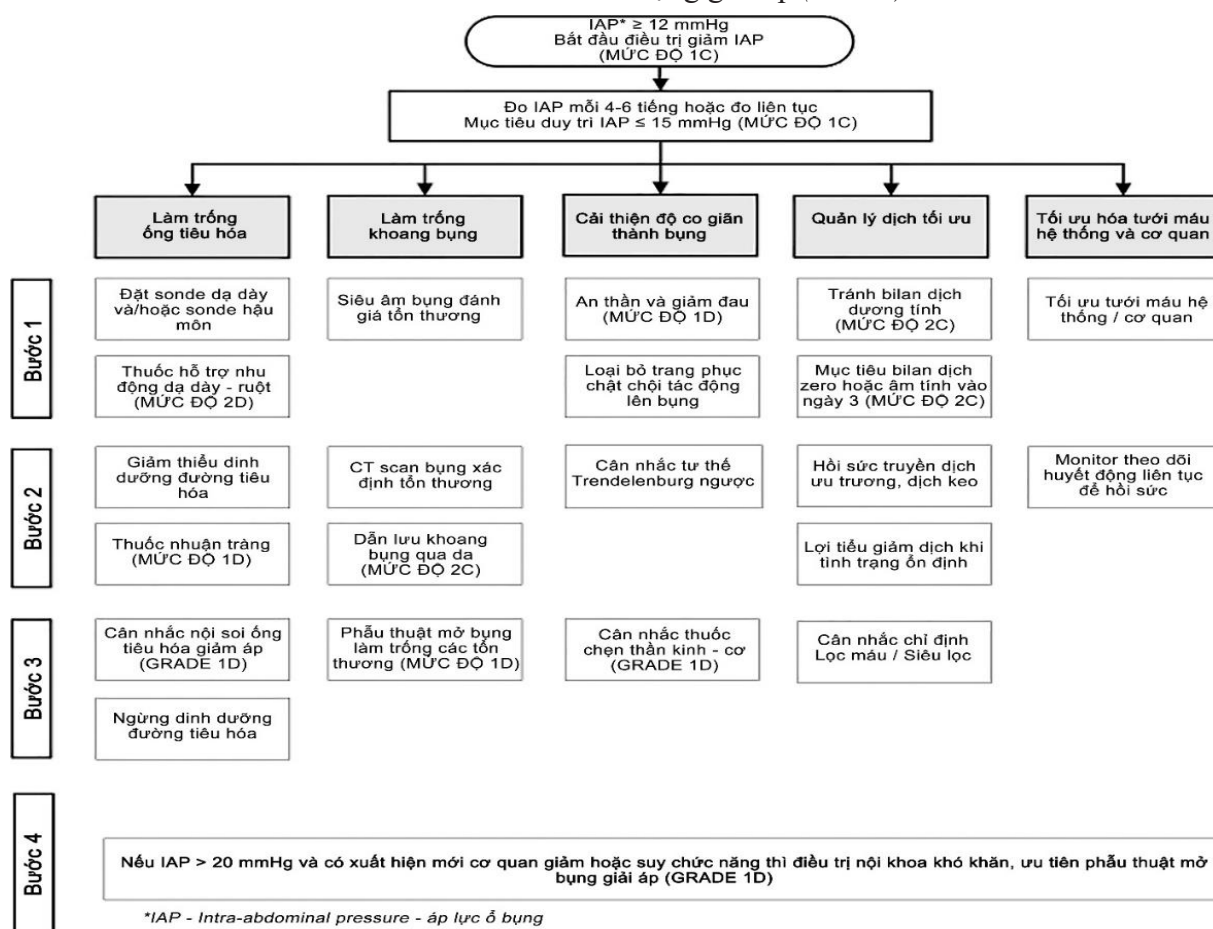 IAP* ≥ 12 mmHg
Bắt đầu điều trị giảm IAP
(MỨC ĐỘ 1C)
Đo IAP mỗi 4-6 tiếng hoặc đo liên tục
Mục tiêu duy trì IAP ≤ 15 mmHg (MỨC ĐỘ 1C)
Làm trống
ống tiêu hóa
Làm trống
khoang bụng
Cải thiện độ co giãn
thành bụng
Quản lý dịch tối ưu
Tối ưu hóa tưới máu
hệ thống và cơ quan
Bước 1
Đặt sonde dạ dày
và/hoặc sonde hậu
môn
Siêu âm bụng đánh
giá tổn thương
An thần và giảm đau
(MỨC ĐỘ 1D)
Tránh bilan dịch
dương tính
(MỨC ĐỘ 2C)
Tối ưu tưới máu hệ
thống / cơ quan
Thuốc hỗ trợ nhu
động dạ dày - ruột
(MỨC ĐỘ 2D)
Loại bỏ trang phục
chật chội tác động
lên bụng
Mục tiêu bilan dịch
zero hoặc âm tính vào
ngày 3 (MỨC ĐỘ 2C)
Bước 2
Giảm thiểu dinh
dưỡng đường tiêu
hóa
CT scan bụng xác
định tổn thương
Cân nhắc tư thế
Trendelenburg ngược
Hồi sức truyền dịch
ưu trương, dịch keo
Monitor theo dõi
huyết động liên tục
để hồi sức
Thuốc nhuận tràng
(MỨC ĐỘ 1D)
Dẫn lưu khoang
bụng qua da
(MỨC ĐỘ 2C)
Lợi tiểu giảm dịch khi
tình trạng ổn định
Bước 3
Cân nhắc nội soi ống
tiêu hóa giảm áp
(GRADE 1D)
Phẫu thuật mở bụng
làm trống các tổn
thương (MỨC ĐỘ 1D)
Cân nhắc thuốc
chẹn thần kinh - cơ
(GRADE 1D)
Cân nhắc chỉ định
Lọc máu / Siêu lọc
Ngừng dinh dưỡng
đường tiêu hóa
Bước 4
Nếu IAP > 20 mmHg và có xuất hiện mới cơ quan giảm hoặc suy chức năng thì điều trị nội khoa khó khăn, ưu tiên phẫu thuật mở
bụng giải áp (GRADE 1D)
*IAP - Intra-abdominal pressure - áp lực ổ bụng